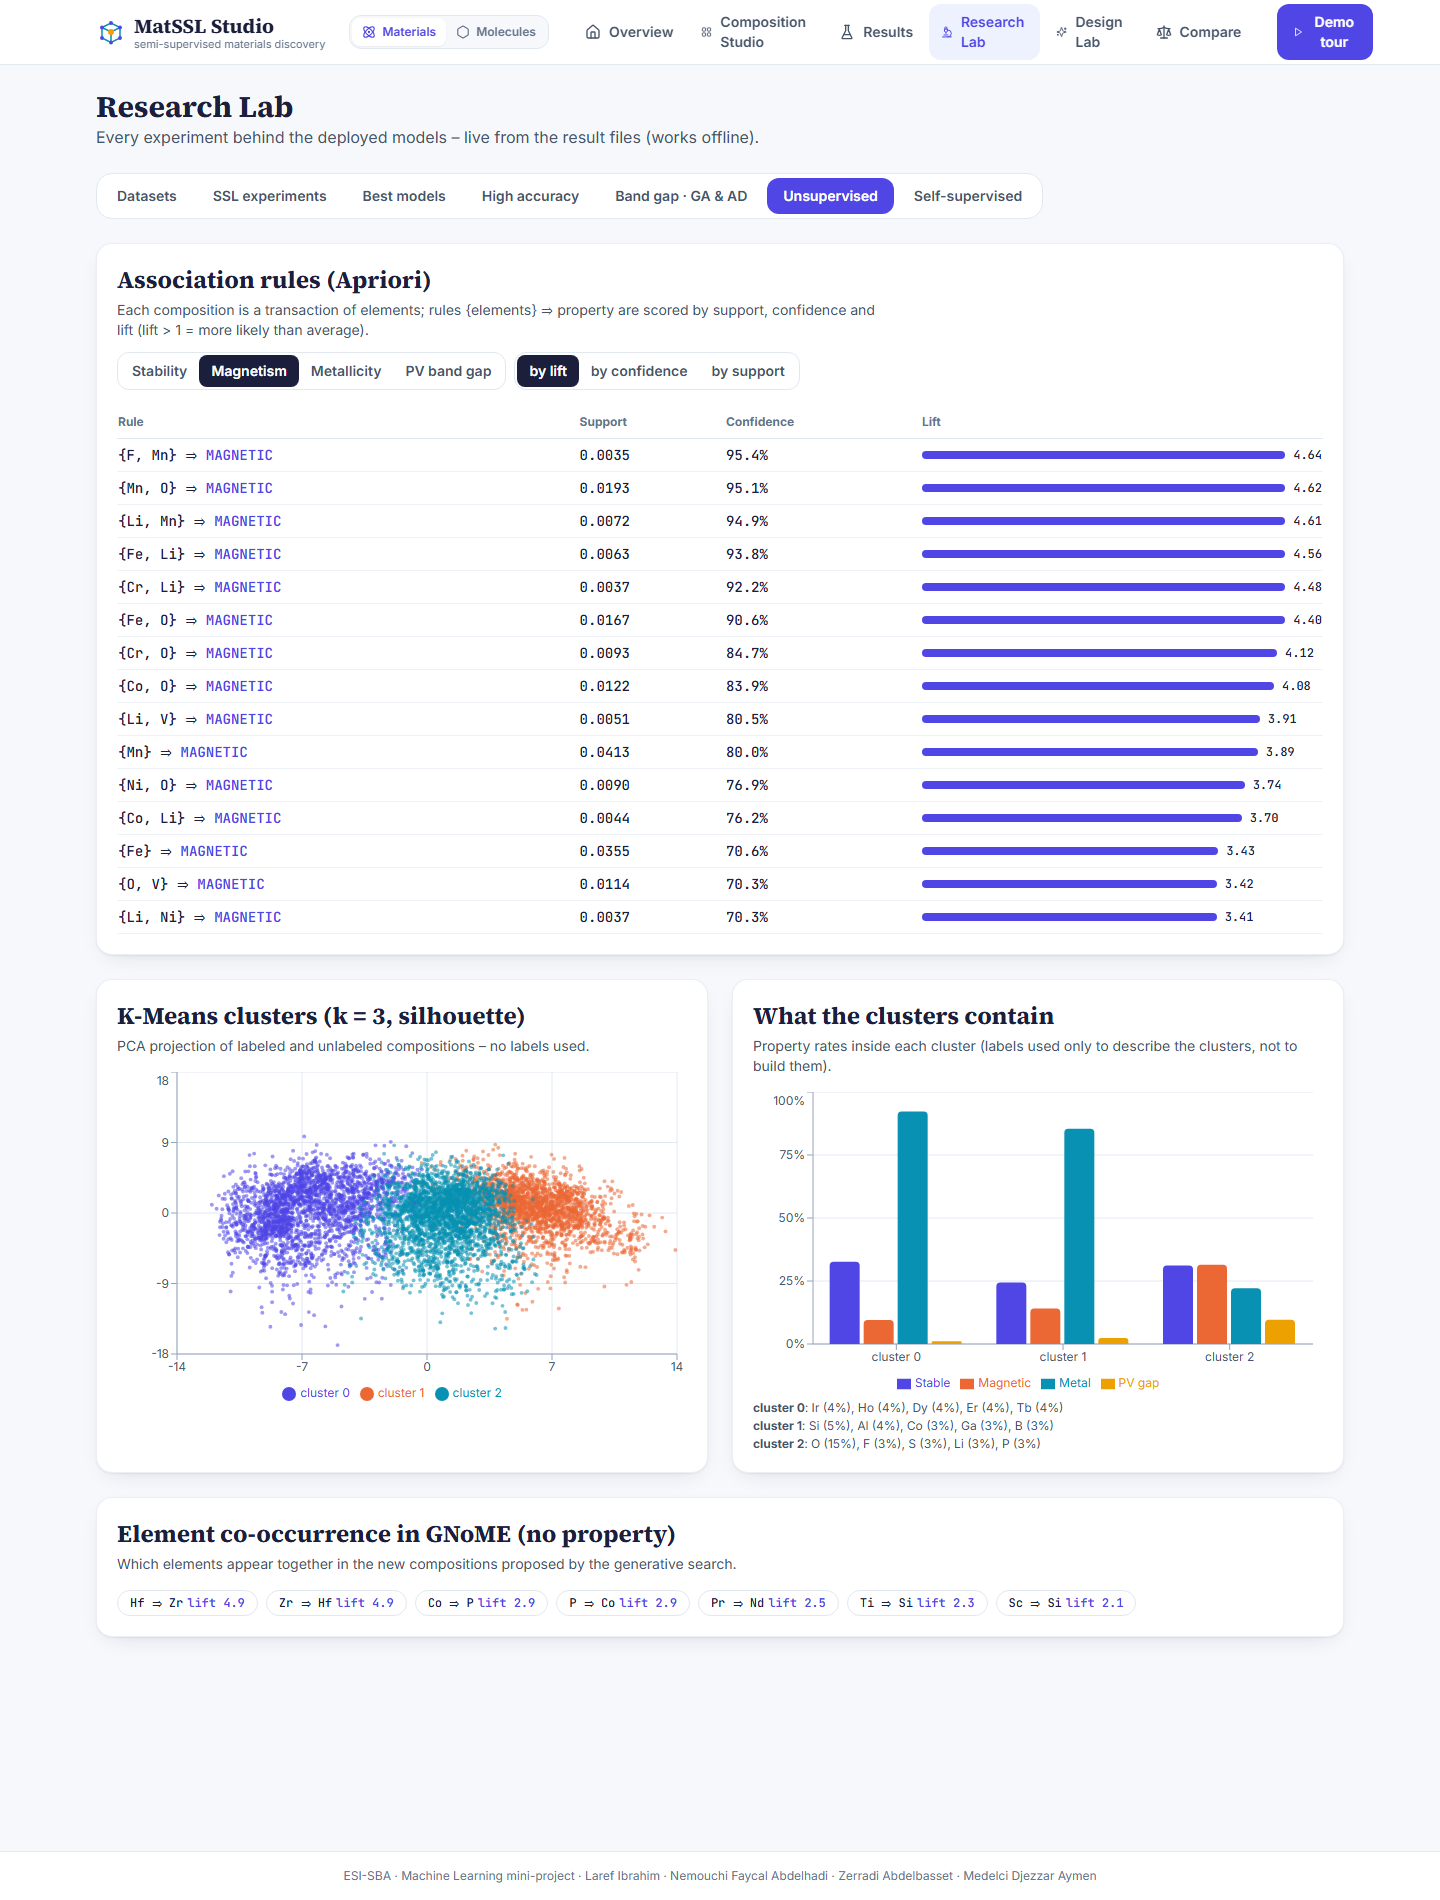 MatSSL Studio
semi-supervised materials discovery
Materials
Molecules
Overview
Composition Studio
Results
Research Lab
Design Lab
Compare
Demo tour
Research Lab
Every experiment behind the deployed models – live from the result files (works offline).
Datasets SSL experiments Best models High accuracy Band gap · GA & AD Unsupervised Self-supervised
Association rules (Apriori)
Each composition is a transaction of elements; rules {elements} ⇒ property are scored by support, confidence and
lift (lift > 1 = more likely than average).
Stability Magnetism Metallicity PV band gap by lift by confidence by support
Rule Support Confidence Lift
{F, Mn} ⇒ MAGNETIC 0.0035 95.4% 4.64
{Mn, O} ⇒ MAGNETIC 0.0193 95.1% 4.62
{Li, Mn} ⇒ MAGNETIC 0.0072 94.9% 4.61
{Fe, Li} ⇒ MAGNETIC 0.0063 93.8% 4.56
{Cr, Li} ⇒ MAGNETIC 0.0037 92.2% 4.48
{Fe, O} ⇒ MAGNETIC 0.0167 90.6% 4.40
{Cr, O} ⇒ MAGNETIC 0.0093 84.7% 4.12
{Co, O} ⇒ MAGNETIC 0.0122 83.9% 4.08
{Li, V} ⇒ MAGNETIC 0.0051 80.5% 3.91
{Mn} ⇒ MAGNETIC 0.0413 80.0% 3.89
{Ni, O} ⇒ MAGNETIC 0.0090 76.9% 3.74
{Co, Li} ⇒ MAGNETIC 0.0044 76.2% 3.70
{Fe} ⇒ MAGNETIC 0.0355 70.6% 3.43
{O, V} ⇒ MAGNETIC 0.0114 70.3% 3.42
{Li, Ni} ⇒ MAGNETIC 0.0037 70.3% 3.41
K-Means clusters (k = 3, silhouette)
PCA projection of labeled and unlabeled compositions – no labels used.
18
9
0
-9
-18
-14 -7 0 7 14
cluster 0 cluster 1 cluster 2
What the clusters contain
Property rates inside each cluster (labels used only to describe the clusters, not to
build them).
100%
75%
50%
25%
0%
cluster 0 cluster 1 cluster 2
Stable Magnetic Metal PV gap
cluster 0: Ir (4%), Ho (4%), Dy (4%), Er (4%), Tb (4%)
cluster 1: Si (5%), Al (4%), Co (3%), Ga (3%), B (3%)
cluster 2: O (15%), F (3%), S (3%), Li (3%), P (3%)
Element co-occurrence in GNoME (no property)
Which elements appear together in the new compositions proposed by the generative search.
Hf ⇒ Zr lift 4.9 Zr ⇒ Hf lift 4.9 Co ⇒ P lift 2.9 P ⇒ Co lift 2.9 Pr ⇒ Nd lift 2.5 Ti ⇒ Si lift 2.3 Sc ⇒ Si lift 2.1
ESI-SBA · Machine Learning mini-project · Laref Ibrahim · Nemouchi Faycal Abdelhadi · Zerradi Abdelbasset · Medelci Djezzar Aymen